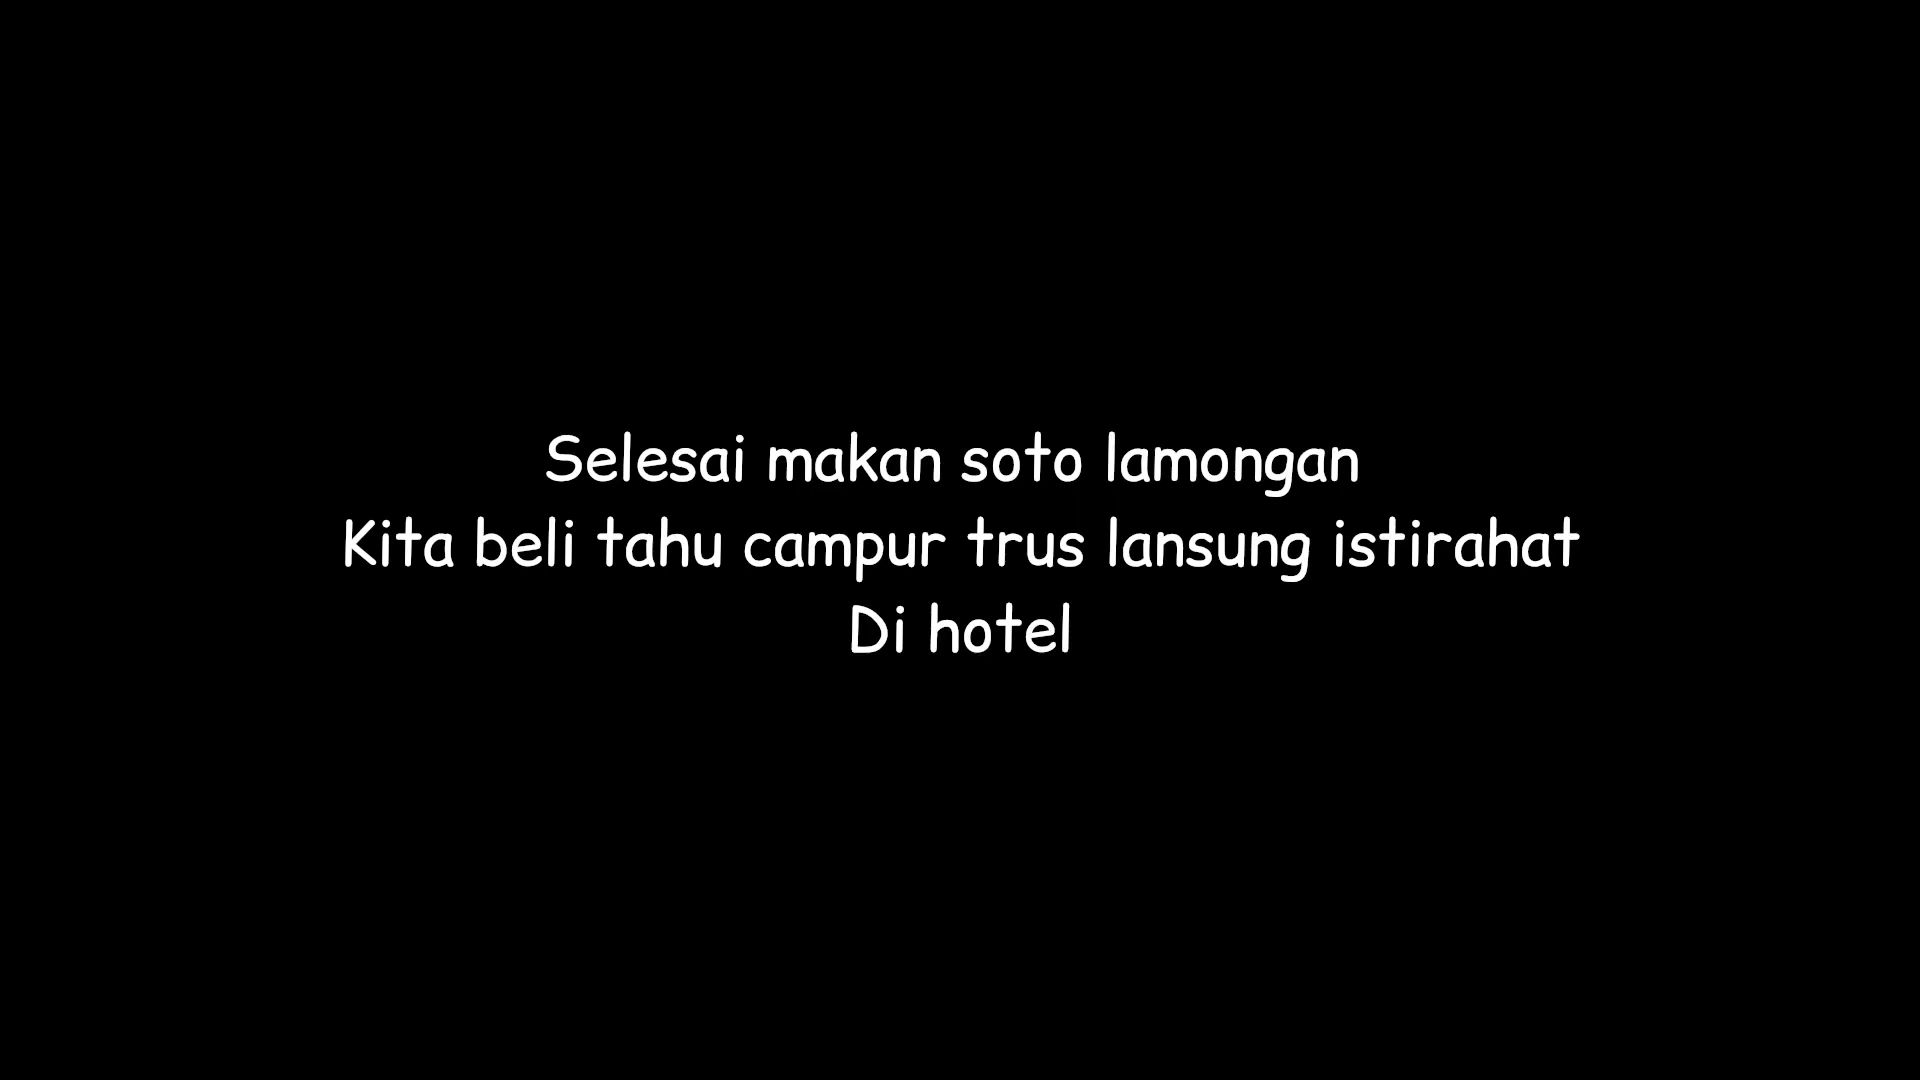 Selesai makan soto lamongan
Kita beli tahu campur trus lansung istirahat
Di hotel